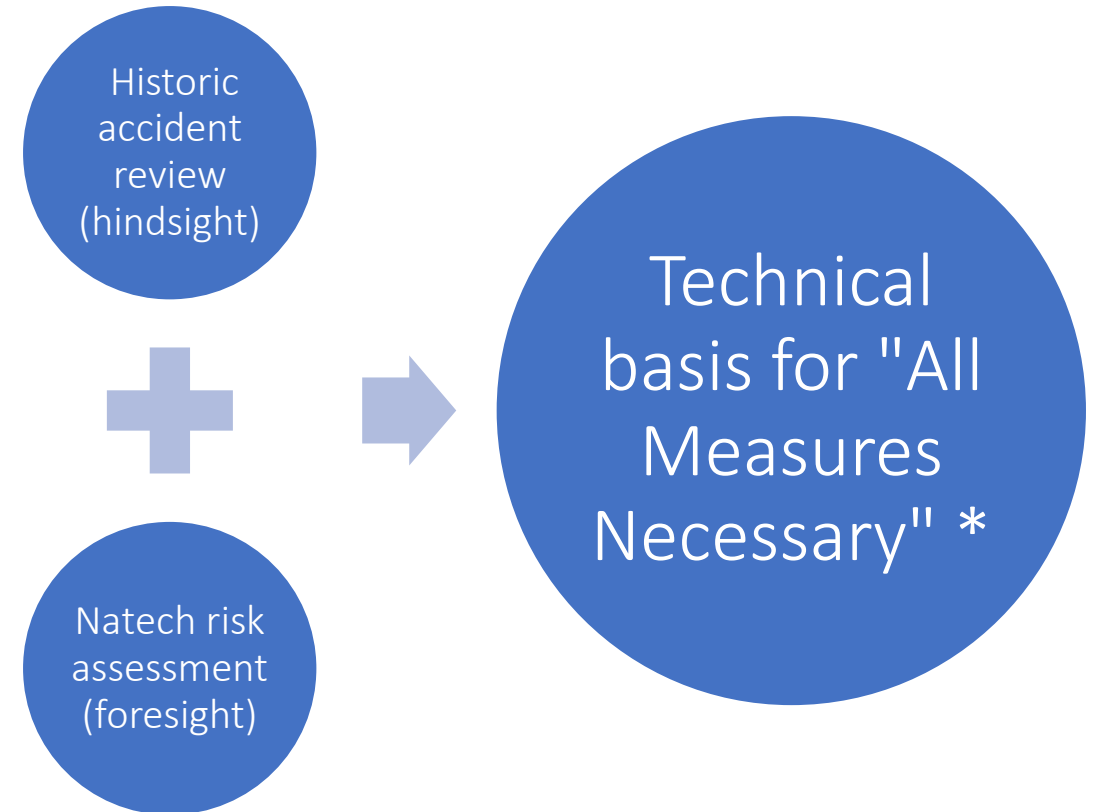 Historic
accident
review
(hindsight)
Natech risk
assessment
(foresight)
Technical
basis for "All
Measures
Necessary" *